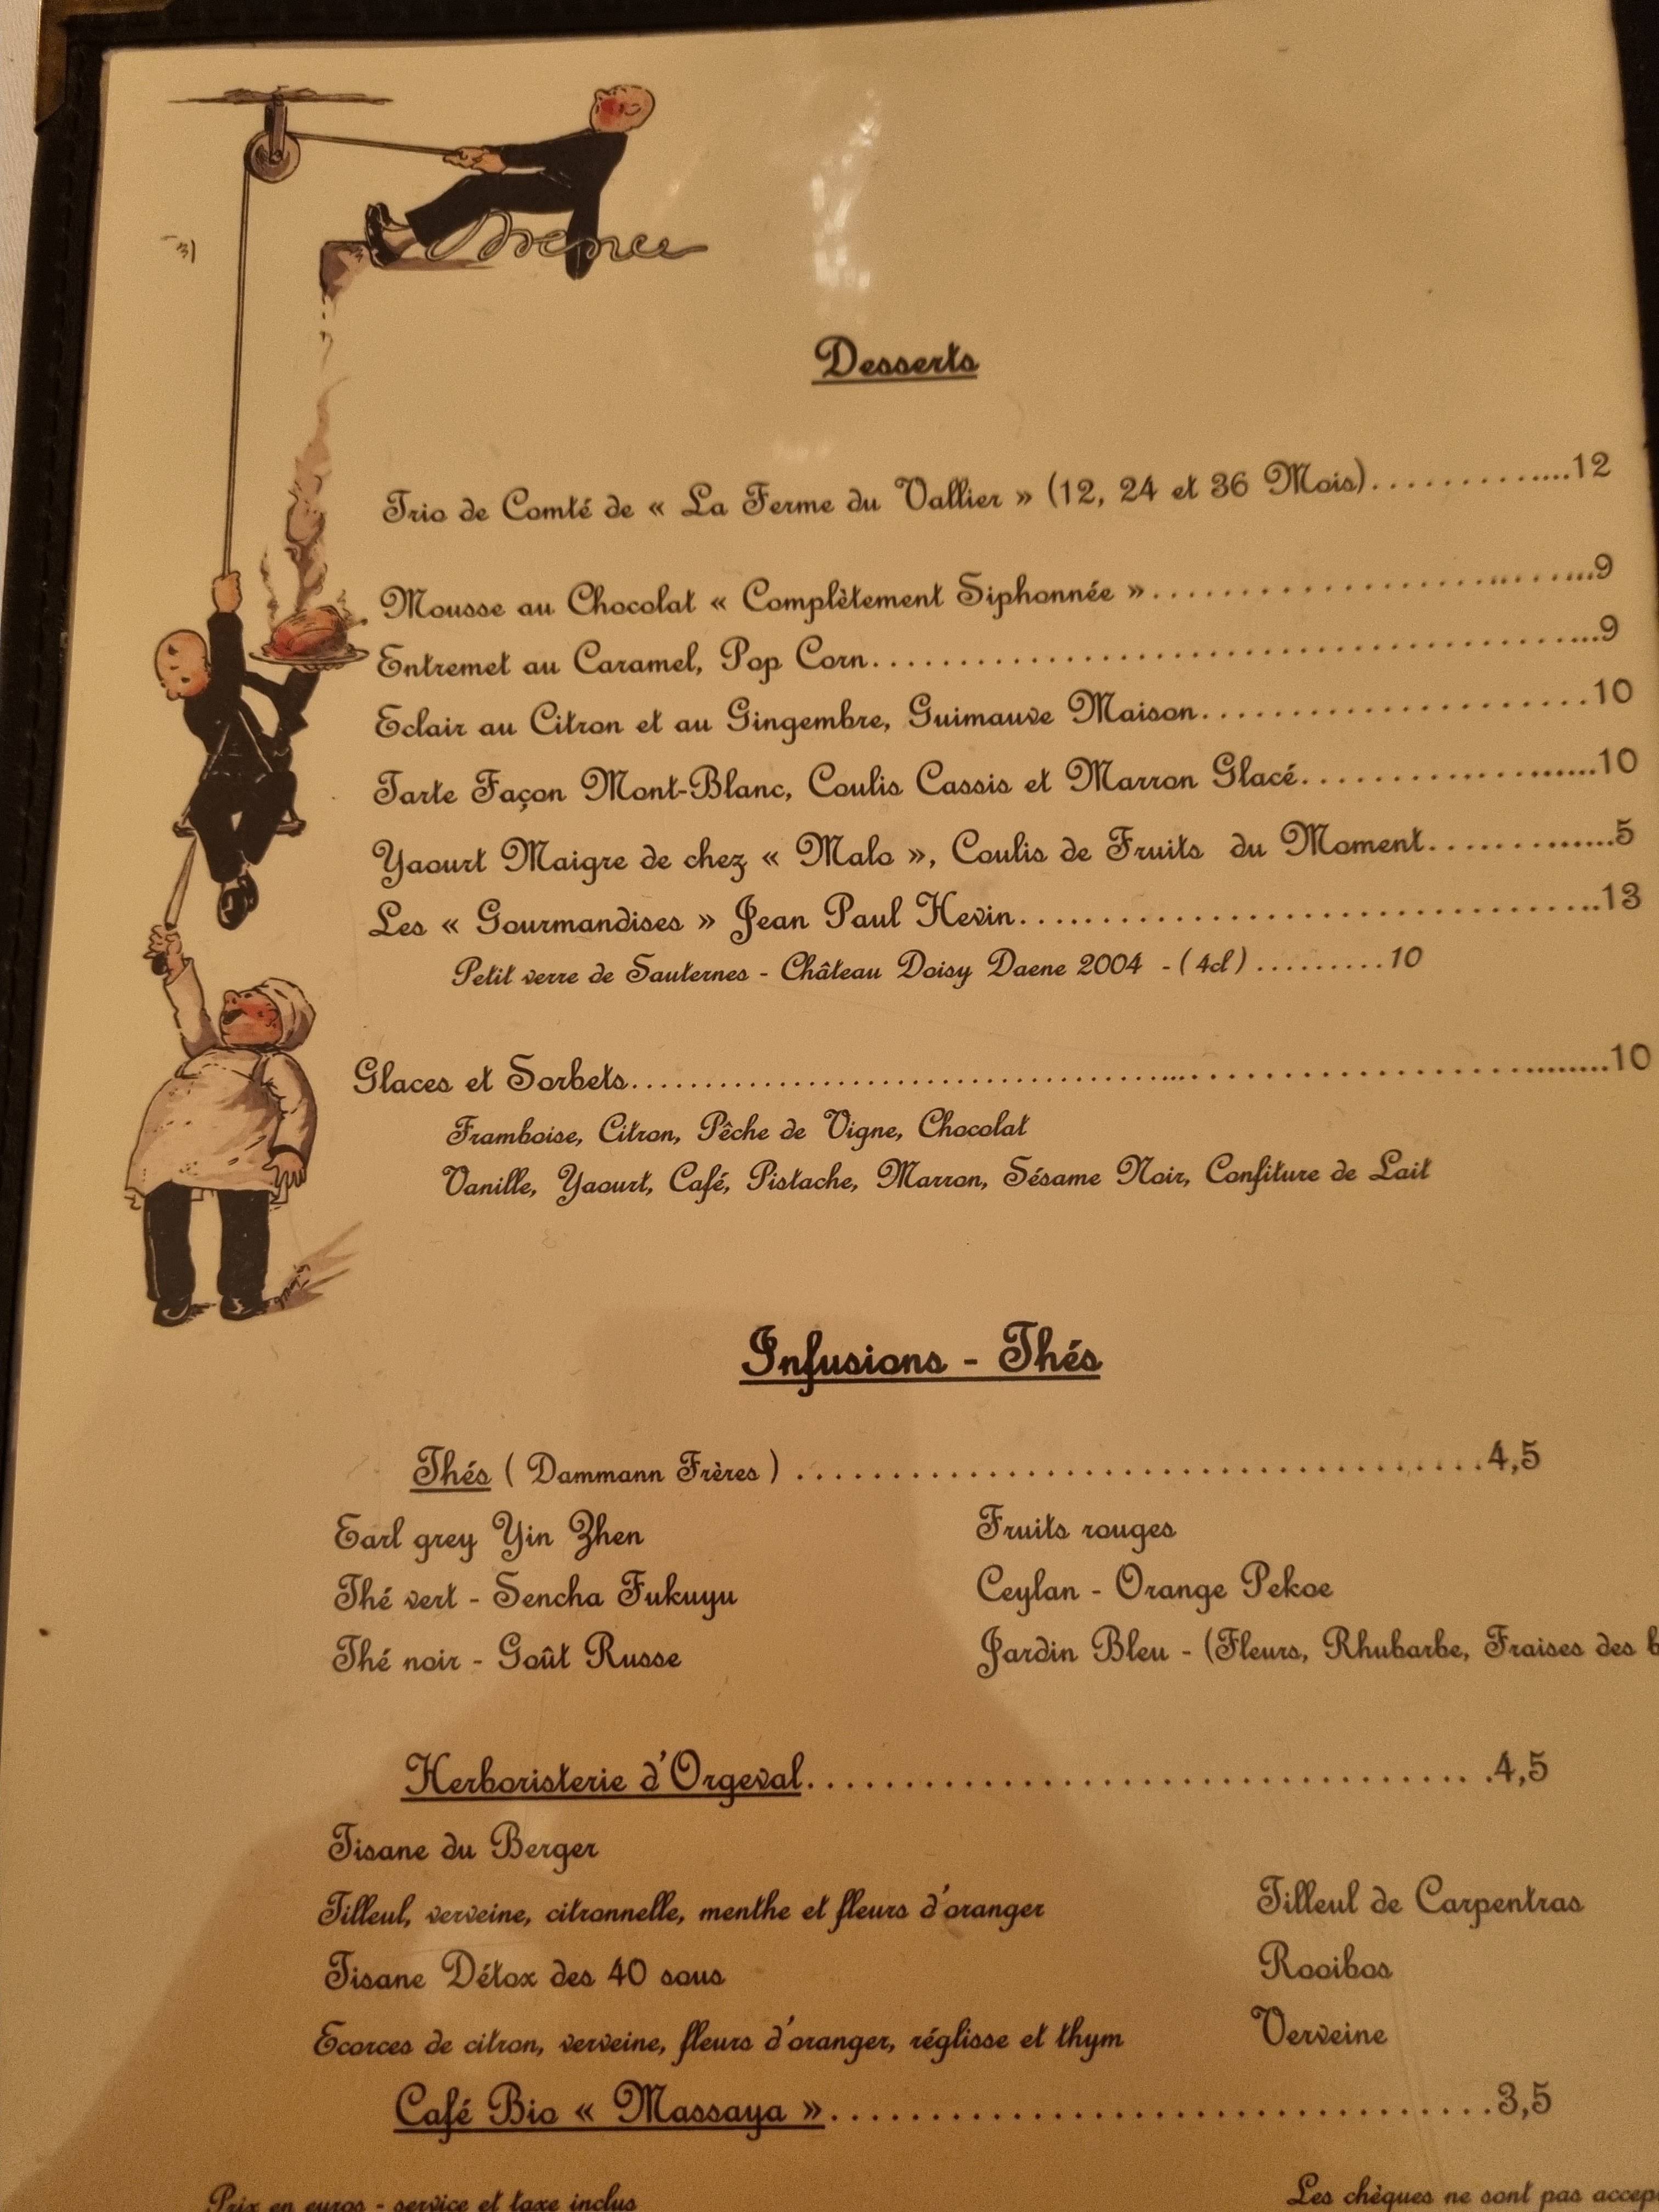 Desserts
Trio de Comté de « La Ferme du Vallier » (12, 24 et 36 Mois)...............12
Mousse au Chocolat « Complètement Siphonnée »........................9
Entremet au Caramel, Pop Corn.............................................9
Eclair au Citron et au Gingembre, Guimauve Maison......................10
Tarte Façon Mont-Blanc, Coulis Cassis et Marron Glacé...................10
Yaourt Maigre de chez « Malo », Coulis de Fruits du Moment..............5
Les « Gourmandises » Jean Paul Hevin...................................13
Petit verre de Sauternes - Château Doisy Daene 2004 - ( 4cl ) ..........10
Glaces et Sorbets............................................................10
Framboise, Citron, Pêche de Vigne, Chocolat
Vanille, Yaourt, Café, Pistache, Marron, Sésame Noir, Confiture de Lait
Infusions - Thés
Thés ( Dammann Frères ) ......................................4,5
Earl grey Yin Zhen Fruits rouges
Thé vert - Sencha Fukuyu Ceylan - Orange Pekoe
Thé noir - Goût Russe Jardin Bleu - (Fleurs, Rhubarbe, Fraises des
Herboristerie d'Orgeval........................................4,5
Tisane du Berger
Tilleul, verveine, citronnelle, menthe et fleurs d'oranger Tilleul de Carpentras
Tisane Détox des 40 sous Rooibos
Ecorces de citron, verveine, fleurs d'oranger, réglisse et thym Verveine
Café Bio « Massaya »........................................3,5
Prix en euros - service et taxe inclus Les chèques ne sont pas